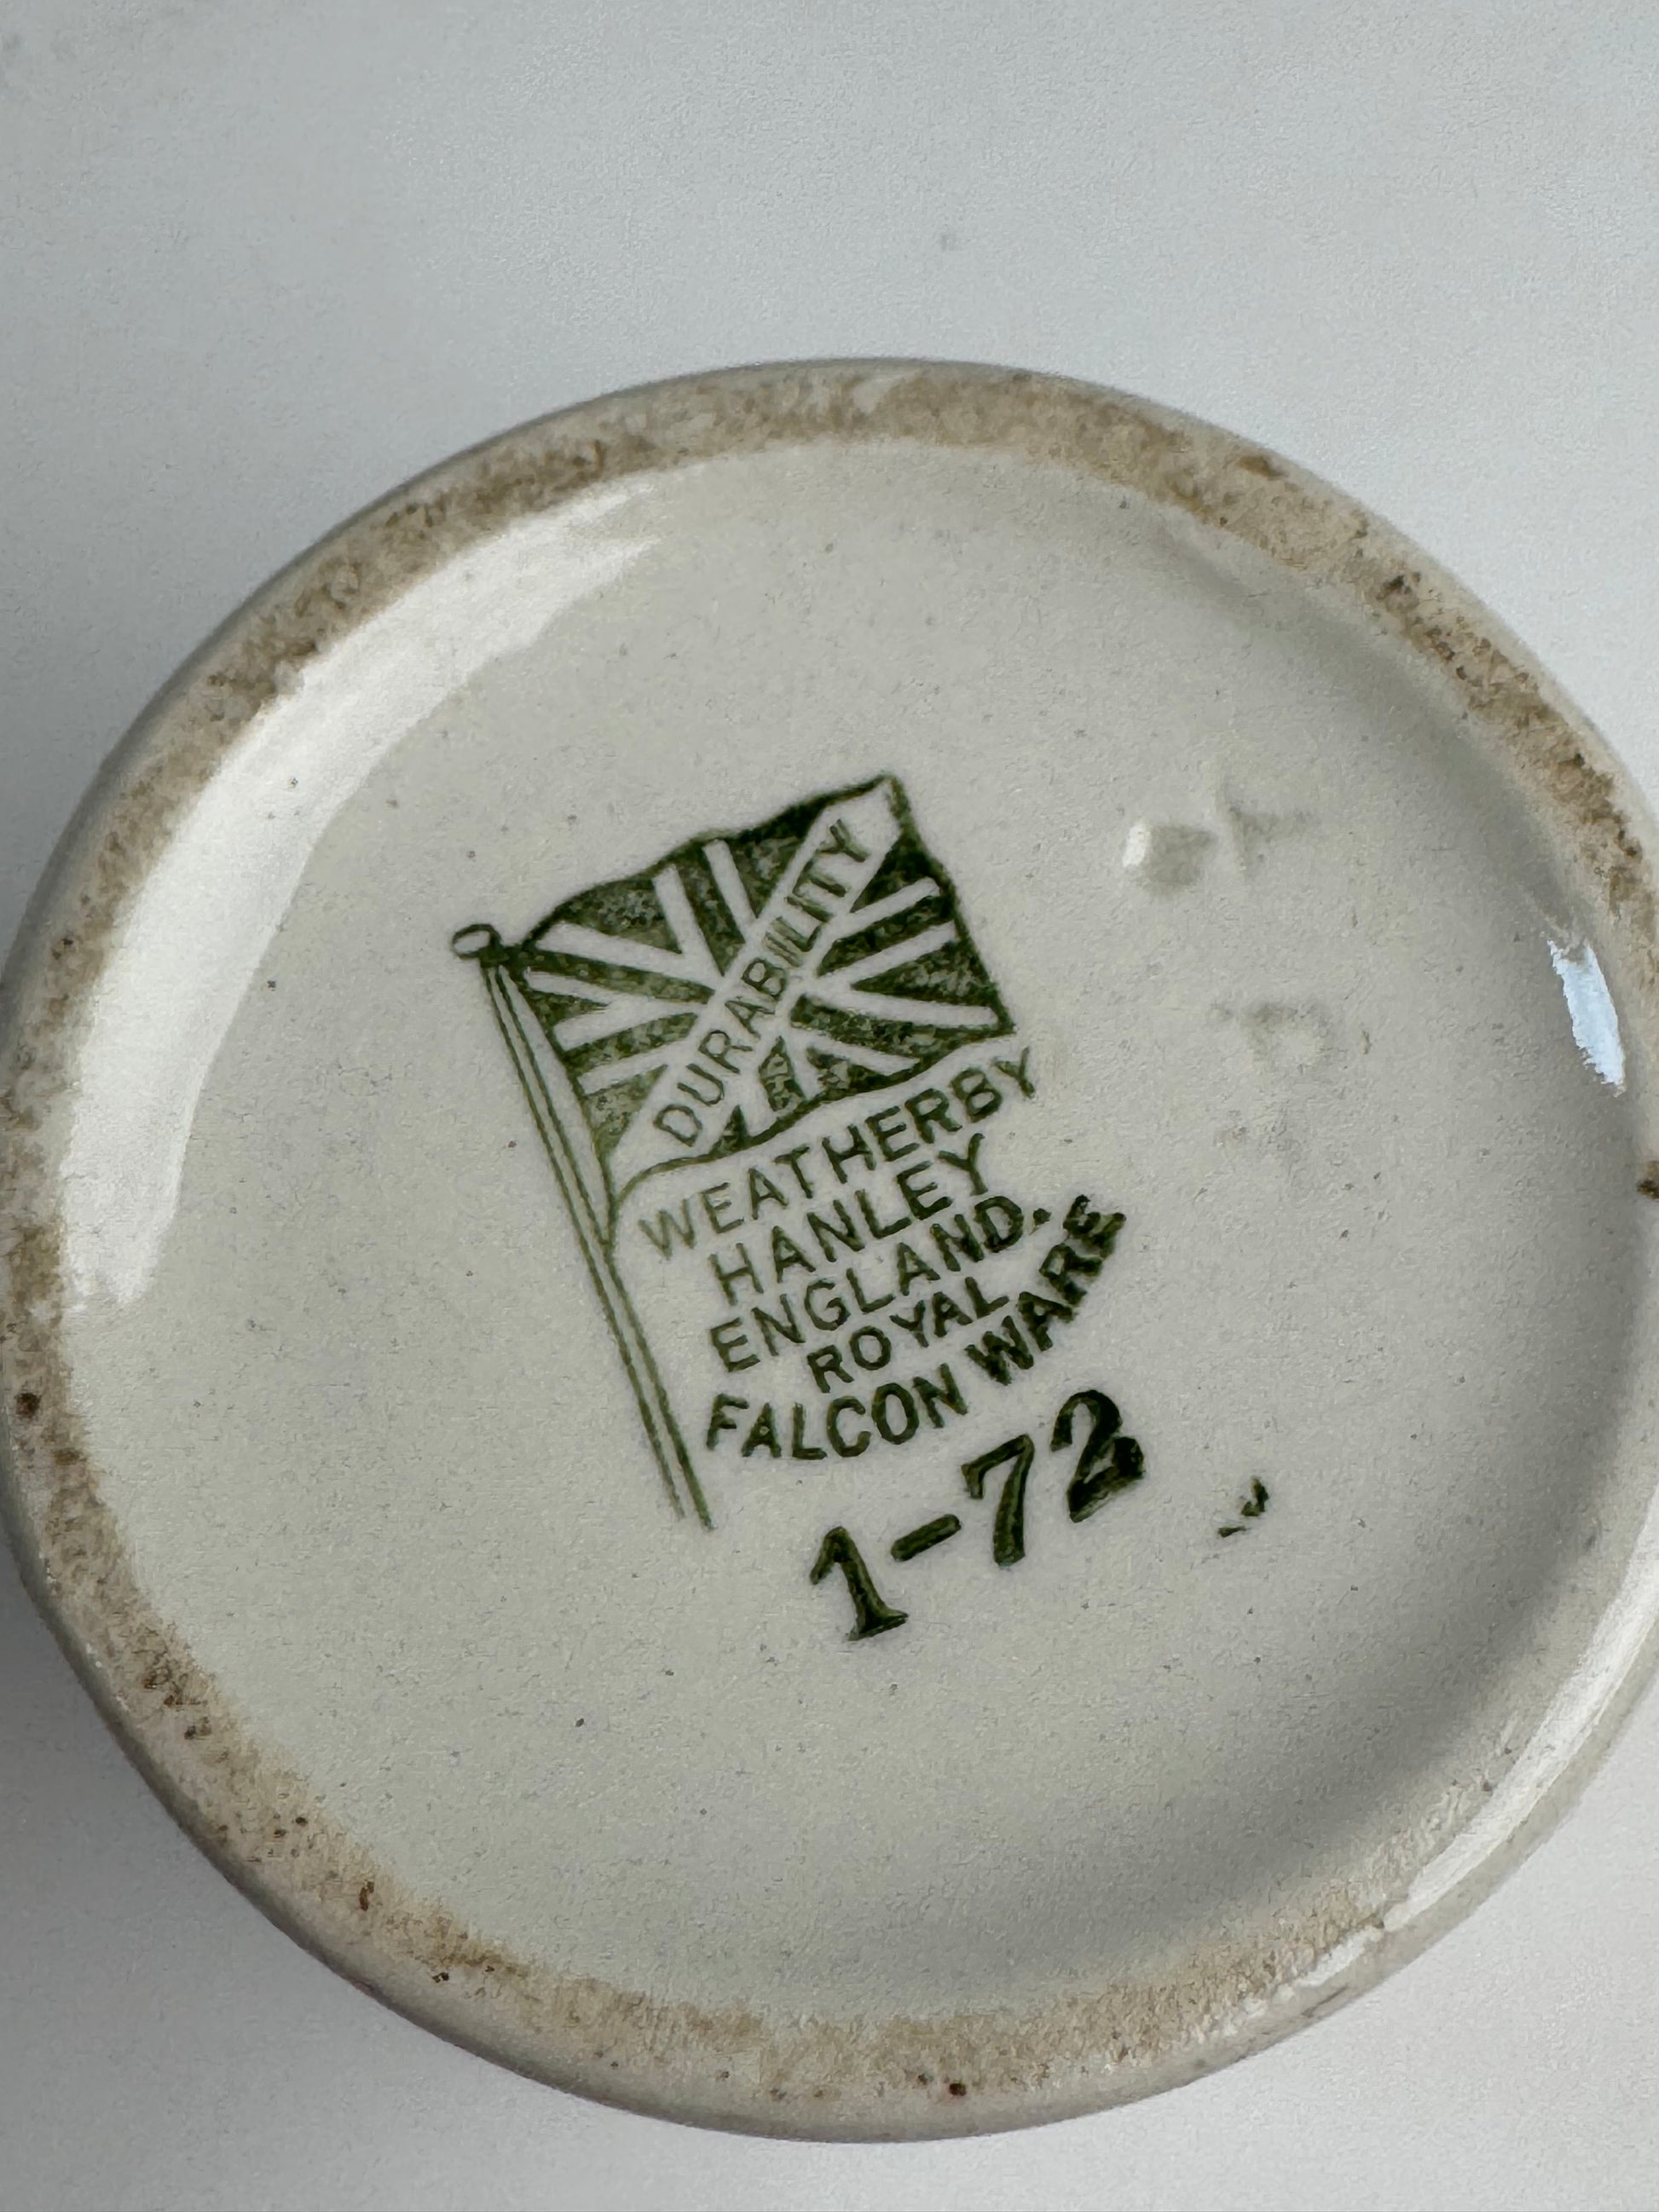 DURABILITY
WEATHERBY
HANLEY
ENGLAND.
ROYAL
FALCON WARE
1-72